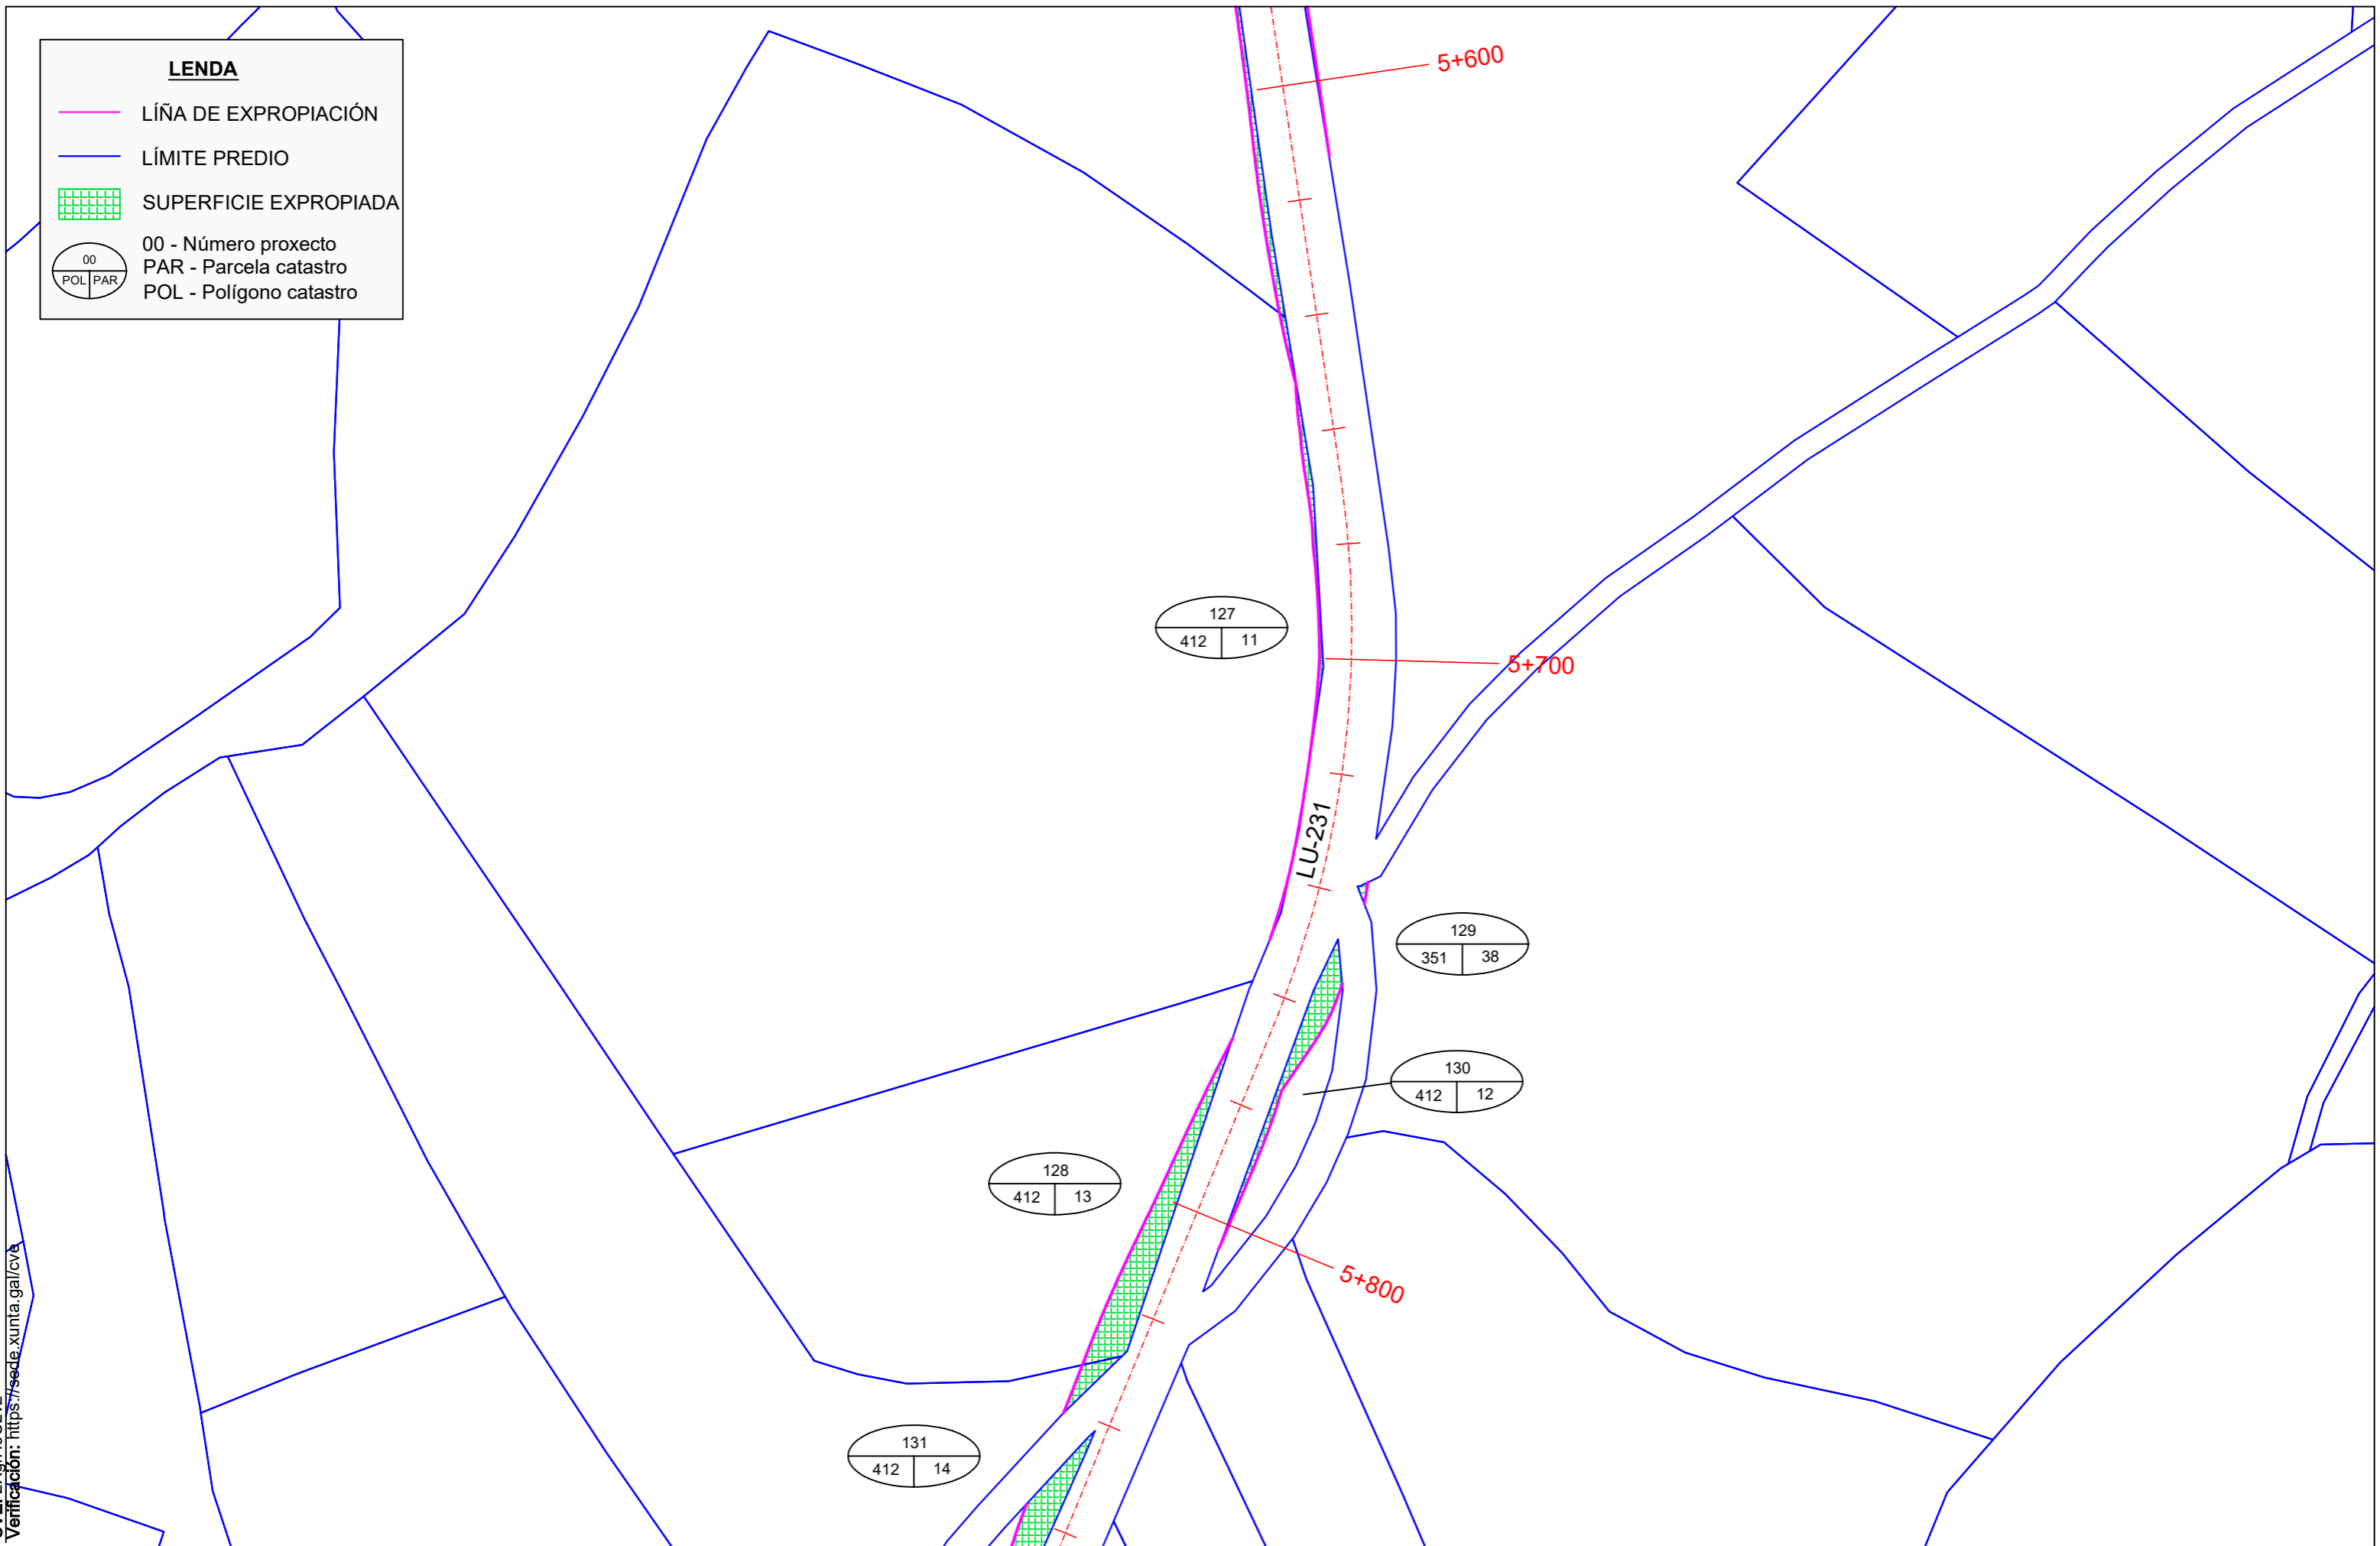 LENDA
LÍÑA DE EXPROPIACIÓN
LÍMITE PREDIO
SUPERFICIE EXPROPIADA
00
POL PAR
00 - Número proxecto
PAR - Parcela catastro
POL - Polígono catastro
5+600
127
412 11
5+700
LU-231
129
351 38
130
412 12
128
412 13
5+800
131
412 14
Verificación: https://sede.xunta.gal/cve